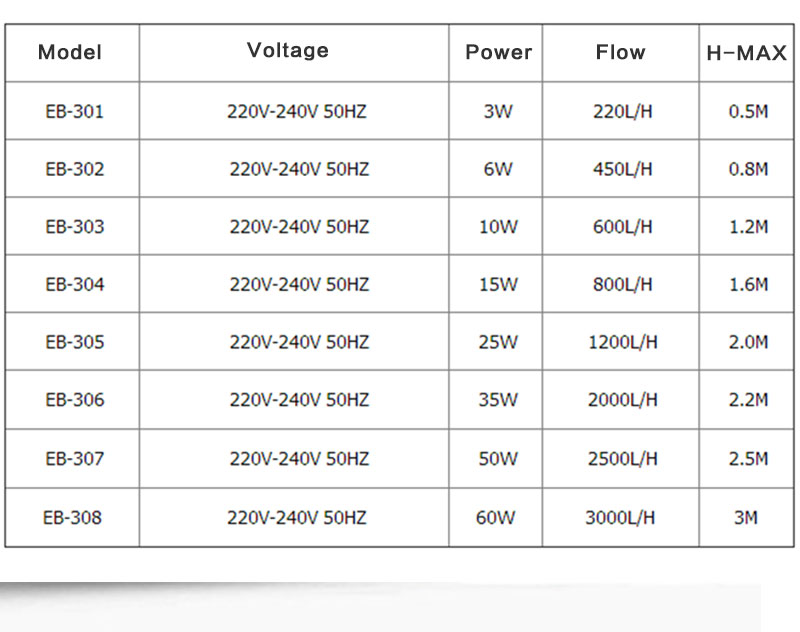 Model Voltage Power Flow H-MAX
EB-301 220V-240V 50HZ 3W 220L/H 0.5M
EB-302 220V-240V 50HZ 6W 450L/H 0.8M
EB-303 220V-240V 50HZ 10W 600L/H 1.2M
EB-304 220V-240V 50HZ 15W 800L/H 1.6M
EB-305 220V-240V 50HZ 25W 1200L/H 2.0M
EB-306 220V-240V 50HZ 35W 2000L/H 2.2M
EB-307 220V-240V 50HZ 50W 2500L/H 2.5M
EB-308 220V-240V 50HZ 60W 3000L/H 3M